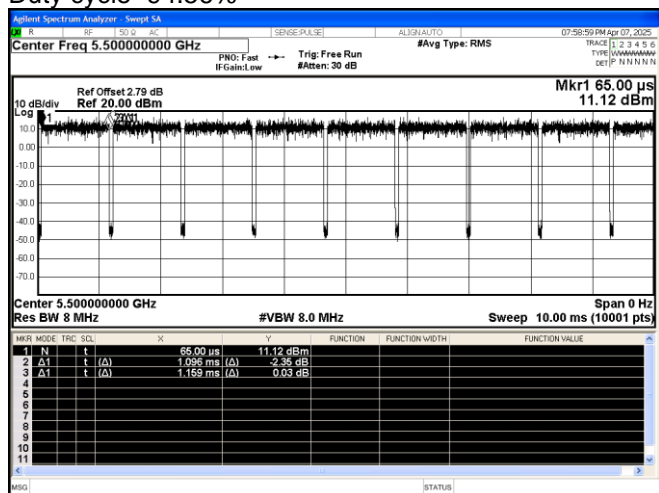 Agilent Spectrum Analyzer - Swept SA
R RF 50 Ω AC SENSE:PULSE ALIGN AUTO 07:58:59 PM Apr 07, 2025
Center Freq 5.500000000 GHz #Avg Type: RMS TRACE 1 2 3 4 5 6
PNO: Fast Trig: Free Run TYPE
IFGain:Low #Atten: 30 dB DET P N N N N N
Mkr1 65.00 µs
Ref Offset 2.79 dB
10 dB/div Ref 20.00 dBm 11.12 dBm
Log
10.0
0.00
-10.0
-20.0
-30.0
-40.0
-50.0
-60.0
-70.0
Center 5.500000000 GHz Span 0 Hz
Res BW 8 MHz #VBW 8.0 MHz Sweep 10.00 ms (10001 pts)
MKR MODE TRC SCL X Y FUNCTION FUNCTION WIDTH FUNCTION VALUE
1 N t 65.00 µs 11.12 dBm
2 Δ1 t (Δ) 1.096 ms (Δ) -2.35 dB
3 Δ1 t (Δ) 1.159 ms (Δ) 0.03 dB
4
5
6
7
8
9
10
11
MSG STATUS